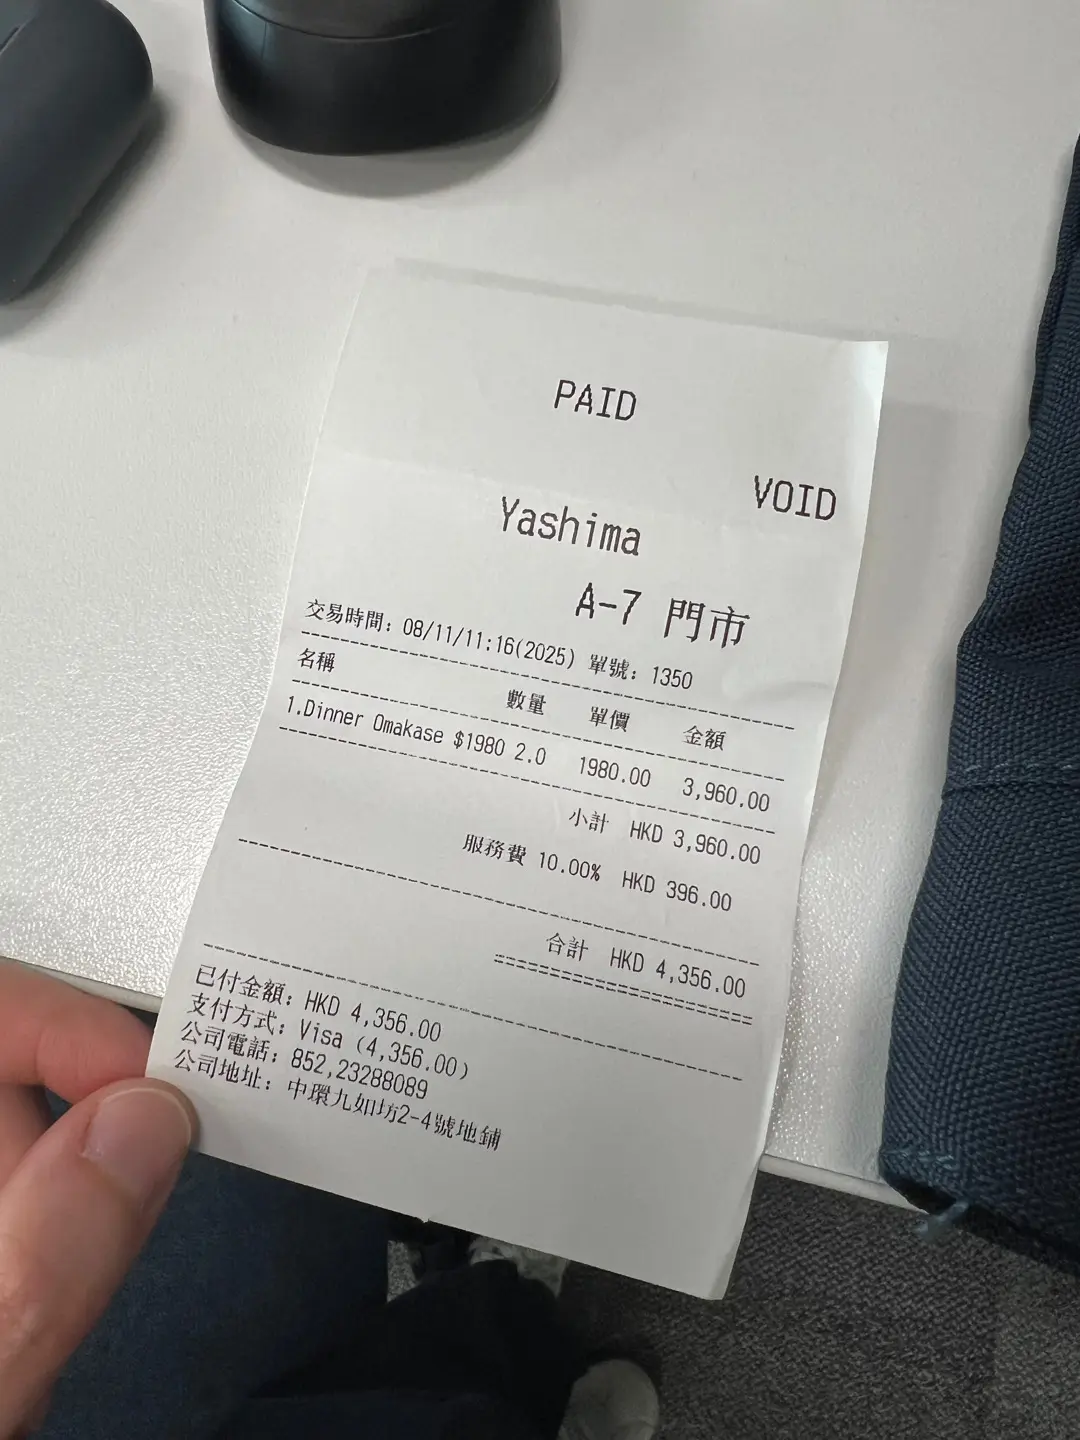 PAID
VOID
Yashima
A-7 門市
交易時間: 08/11/11:16(2025) 單號: 1350
名稱 數量 單價 金額
1.Dinner Omakase $1980 2.0 1980.00 3,960.00
小計 HKD 3,960.00
服務費 10.00% HKD 396.00
合計 HKD 4,356.00
已付金額: HKD 4,356.00
支付方式: Visa (4,356.00)
公司電話: 852,23288089
公司地址: 中環九如坊2-4號地鋪